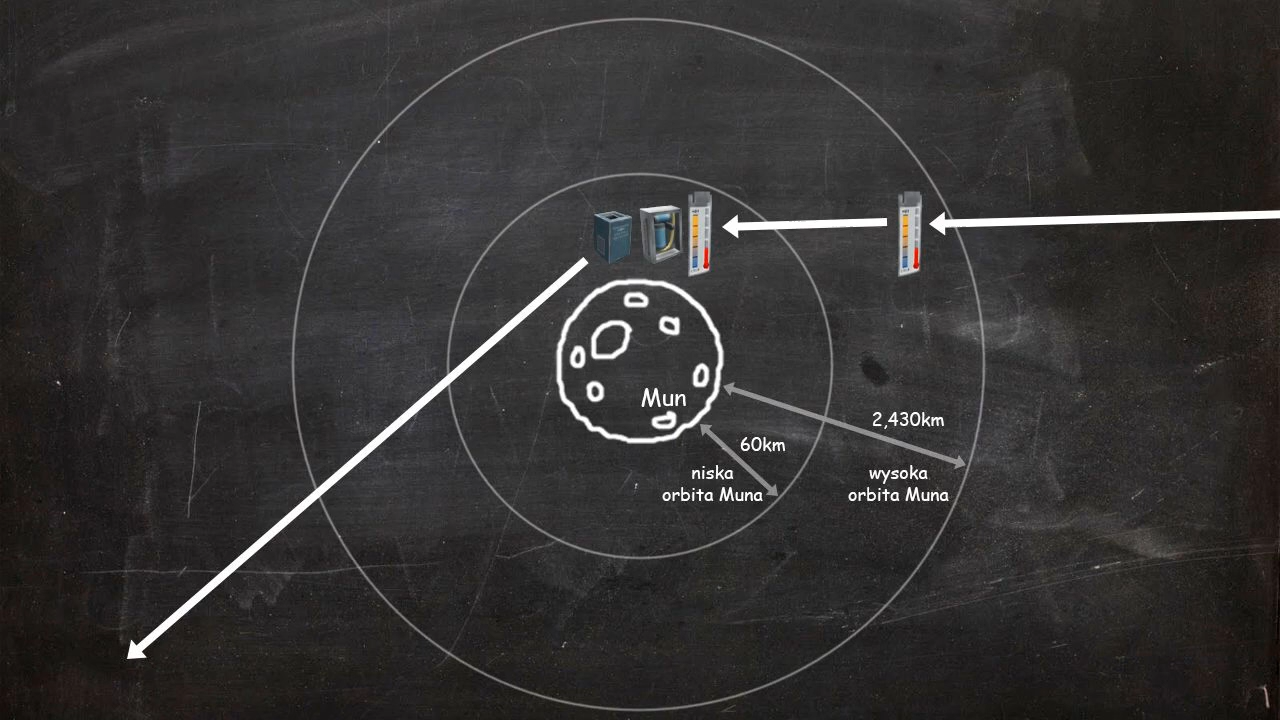 Mun
2,430km
60km
niska
orbita Muna
wysoka
orbita Muna